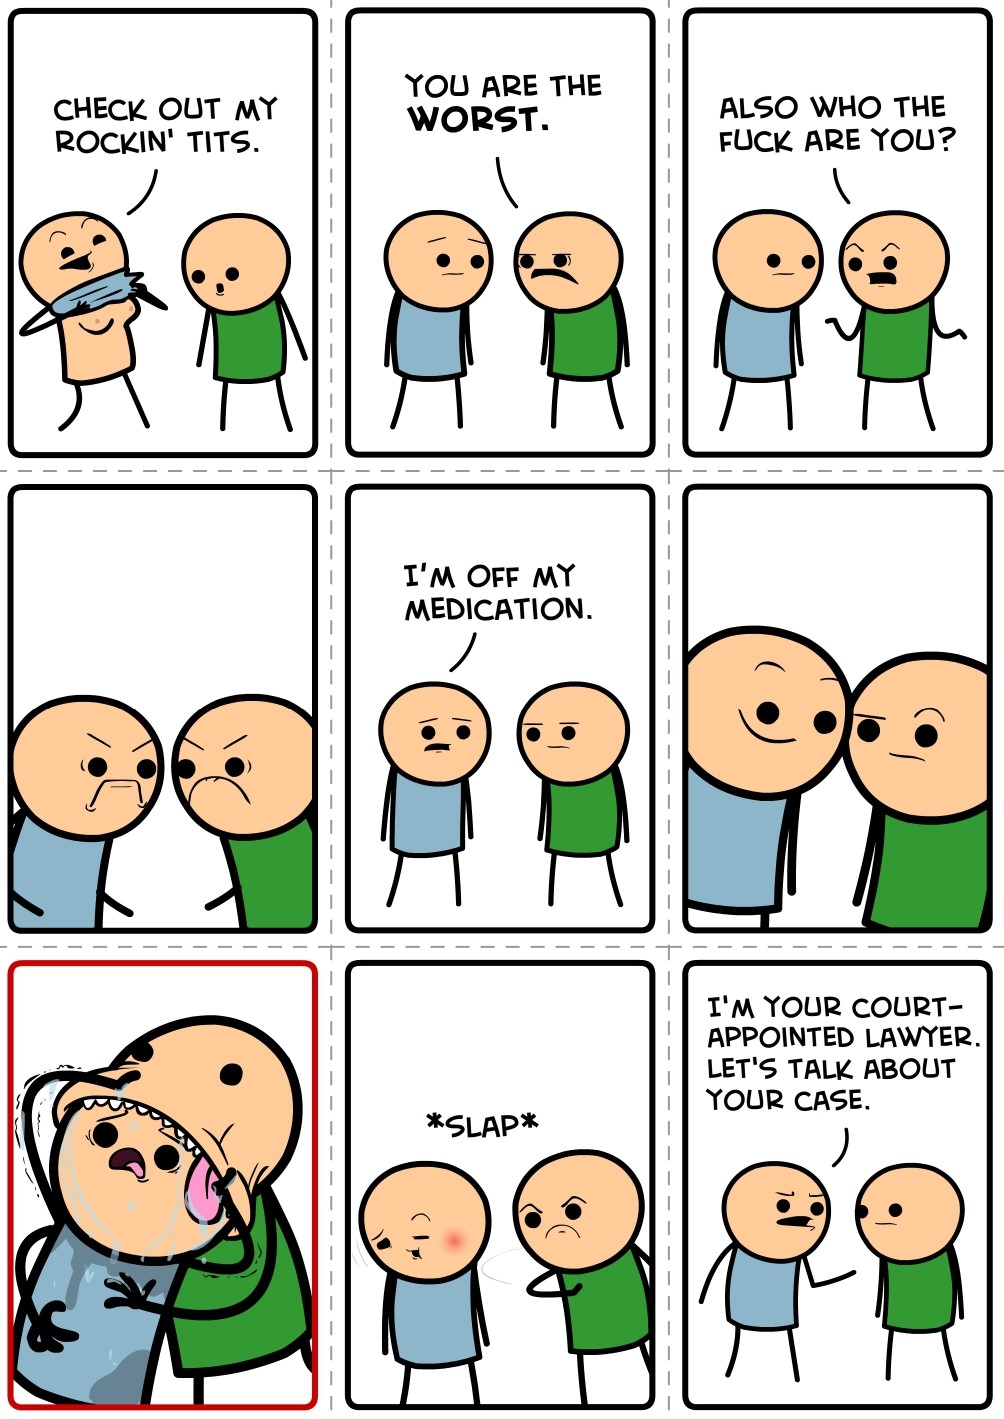 CHECK OUT MY
ROCKIN' TITS.
YOU ARE THE
WORST.
ALSO WHO THE
FUCK ARE YOU?
I'M OFF MY
MEDICATION.
*SLAP*
I'M YOUR COURT-
APPOINTED LAWYER.
LET'S TALK ABOUT
YOUR CASE.